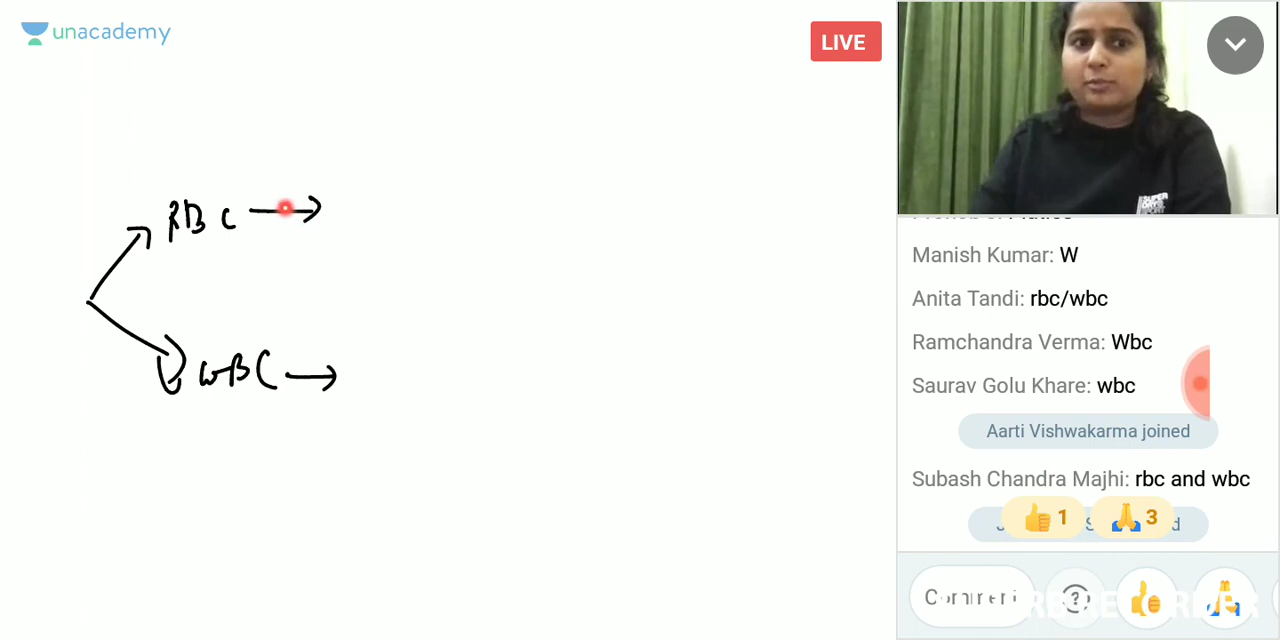 unacademy
LIVE
RBC
WBC
SUPER
Manish Kumar: W
Anita Tandi: rbc/wbc
Ramchandra Verma: Wbc
Saurav Golu Khare: wbc
Aarti Vishwakarma joined
Subash Chandra Majhi: rbc and wbc
1
3